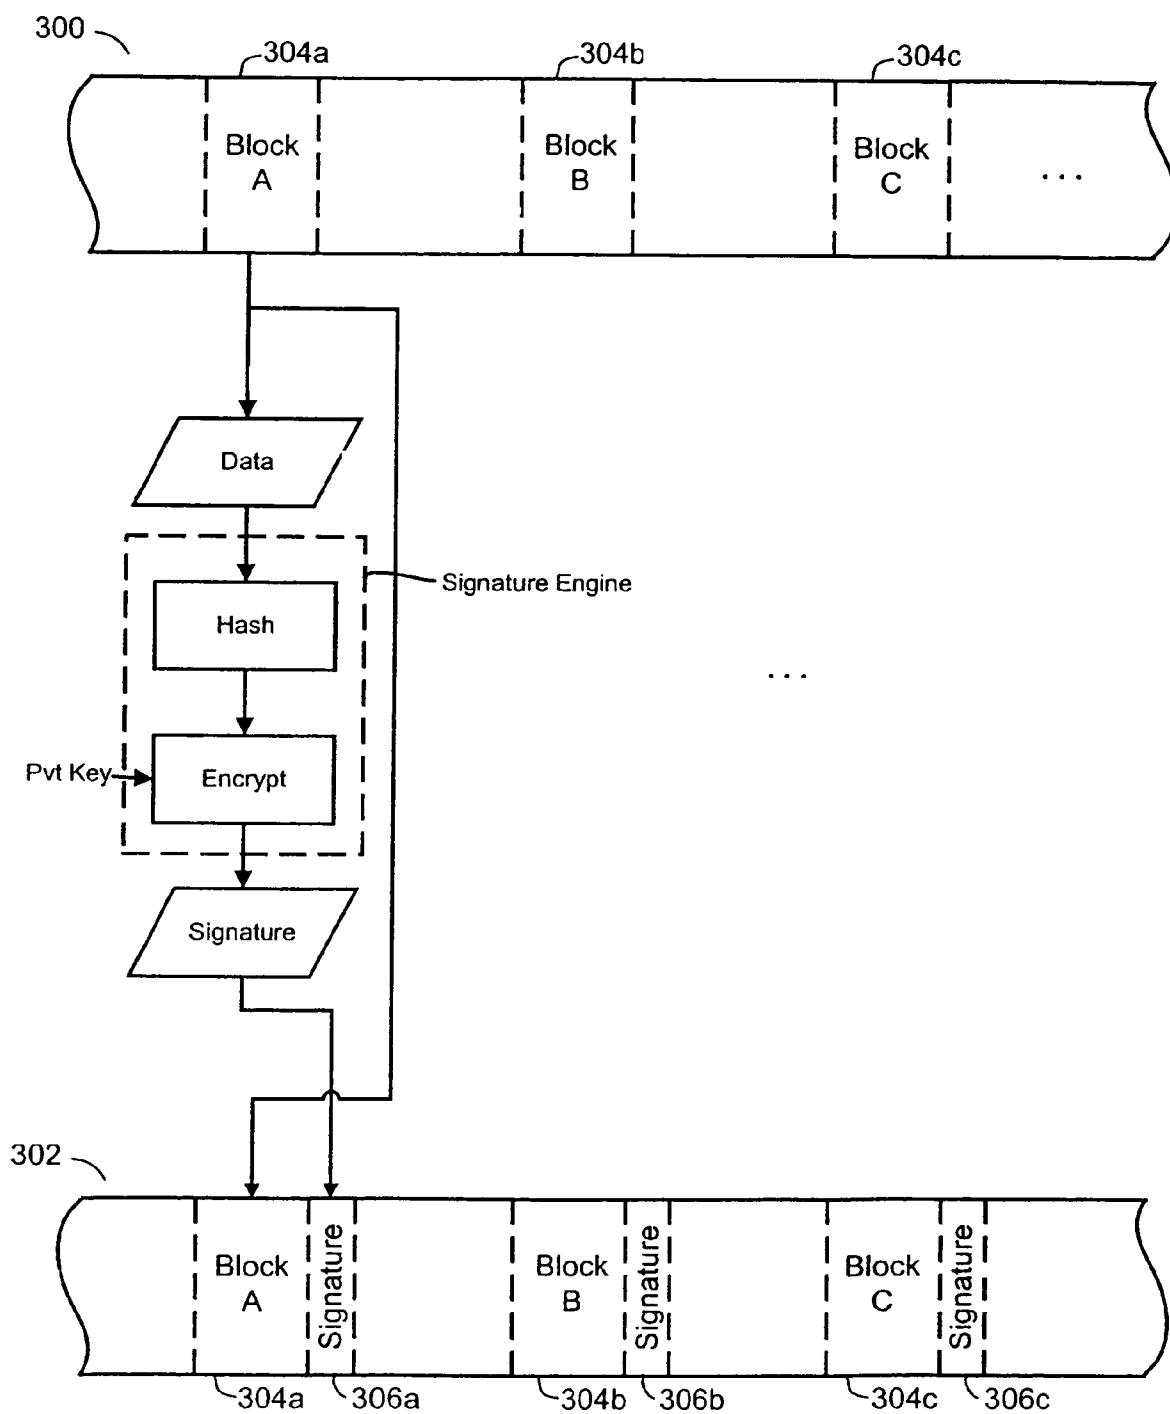 300
304a
304b
304c
Block
A
Block
B
Block
C
...
Data
Signature Engine
Hash
...
Pvt Key
Encrypt
Signature
302
Block
A
Signature
Block
B
Signature
Block
C
Signature
304a
306a
304b
306b
304c
306c